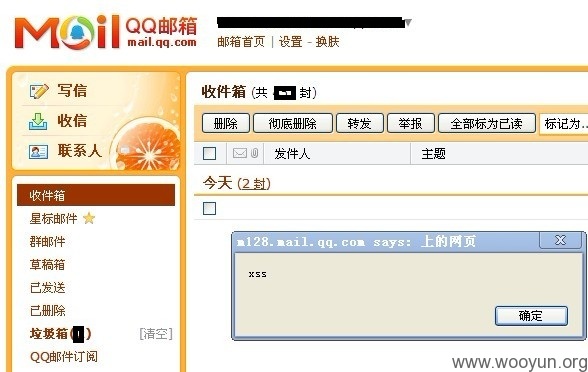 MOil QQ邮箱
mail.qq.com
邮箱首页 | 设置 - 换肤
写信
收信
联系人
收件箱
星标邮件
群邮件
草稿箱
已发送
已删除
垃圾箱( ) [清空]
QQ邮件订阅
收件箱 (共 封)
删除 彻底删除 转发 举报 全部标为已读 标记为...
发件人 主题
今天 (2 封)
m128.mail.qq.com says: 上的网页
xss
确定
www.wooyun.org